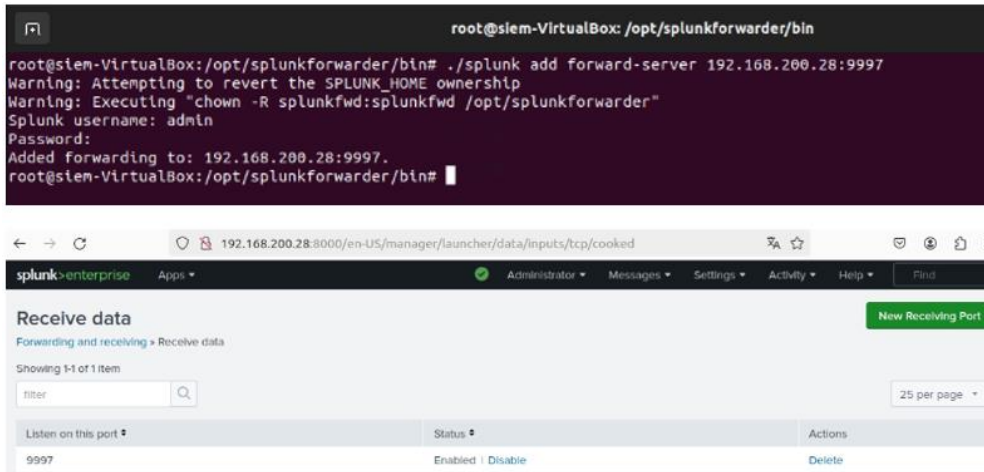 root@siem-VirtualBox: /opt/splunkforwarder/bin
root@siem-VirtualBox:/opt/splunkforwarder/bin# ./splunk add forward-server 192.168.200.28:9997
Warning: Attempting to revert the SPLUNK_HOME ownership
Warning: Executing "chown -R splunkfwd:splunkfwd /opt/splunkforwarder"
Splunk username: admin
Password:
Added forwarding to: 192.168.200.28:9997.
root@siem-VirtualBox:/opt/splunkforwarder/bin#
192.168.200.28:8000/en-US/manager/launcher/data/inputs/tcp/cooked
splunk>enterprise Apps Administrator Messages Settings Activity Help Find
Receive data New Receiving Port
Forwarding and receiving » Receive data
Showing 1-1 of 1 item
filter 25 per page
Listen on this port Status Actions
9997 Enabled | Disable Delete